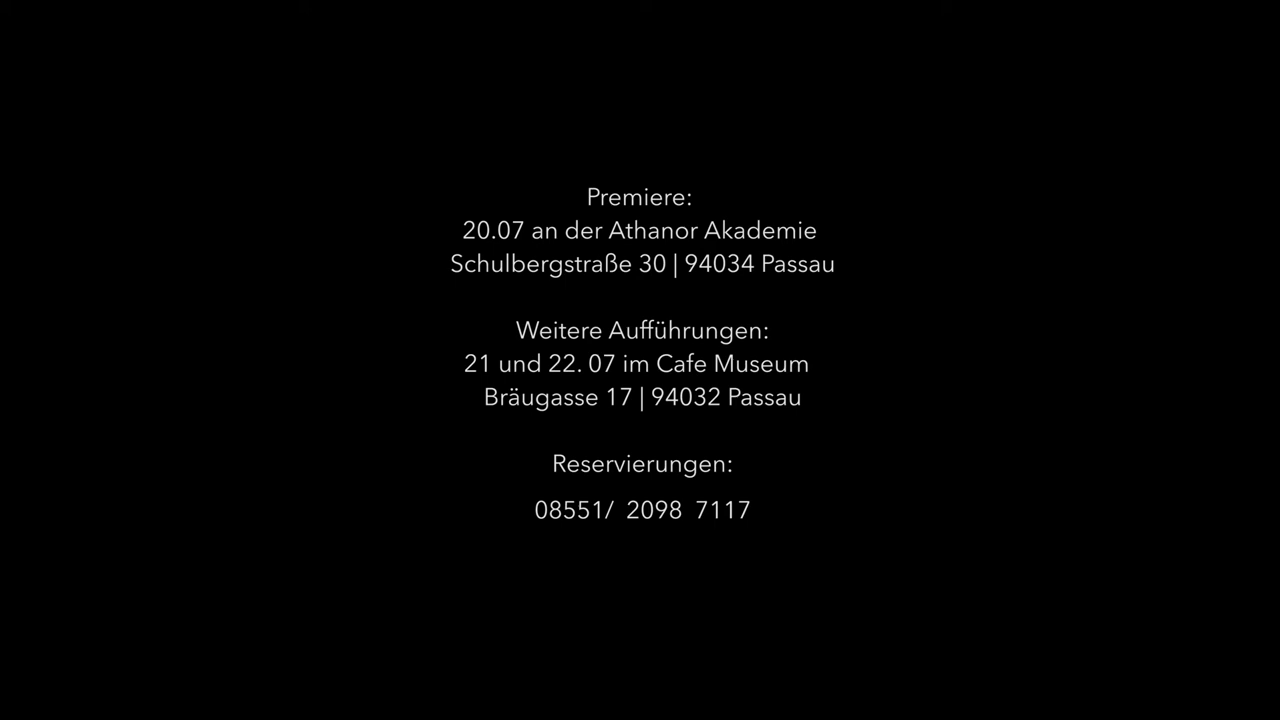 Premiere:
20.07 an der Athanor Akademie
Schulbergstraße 30 | 94034 Passau
Weitere Aufführungen:
21 und 22. 07 im Cafe Museum
Bräugasse 17 | 94032 Passau
Reservierungen:
08551/ 2098 7117